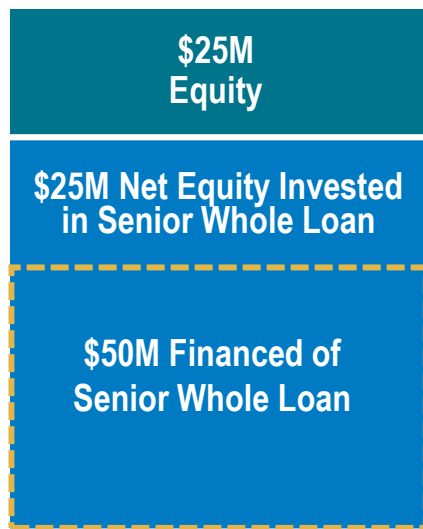 $25M
Equity
$25M Net Equity Invested
in Senior Whole Loan
$50M Financed of
Senior Whole Loan